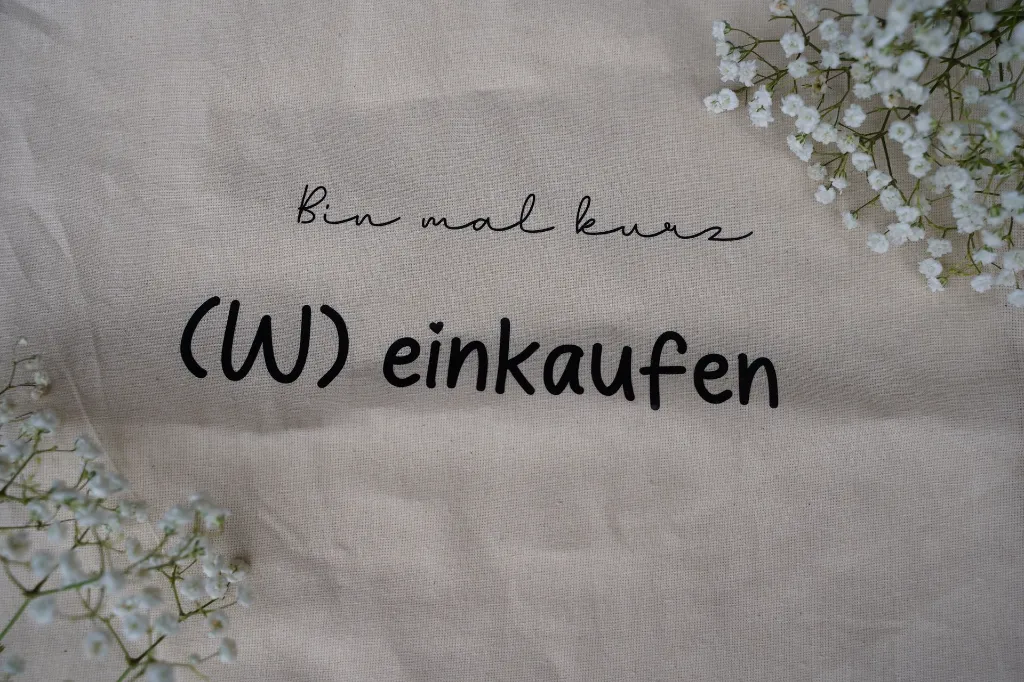 Bin mal kurz
(W) einkaufen